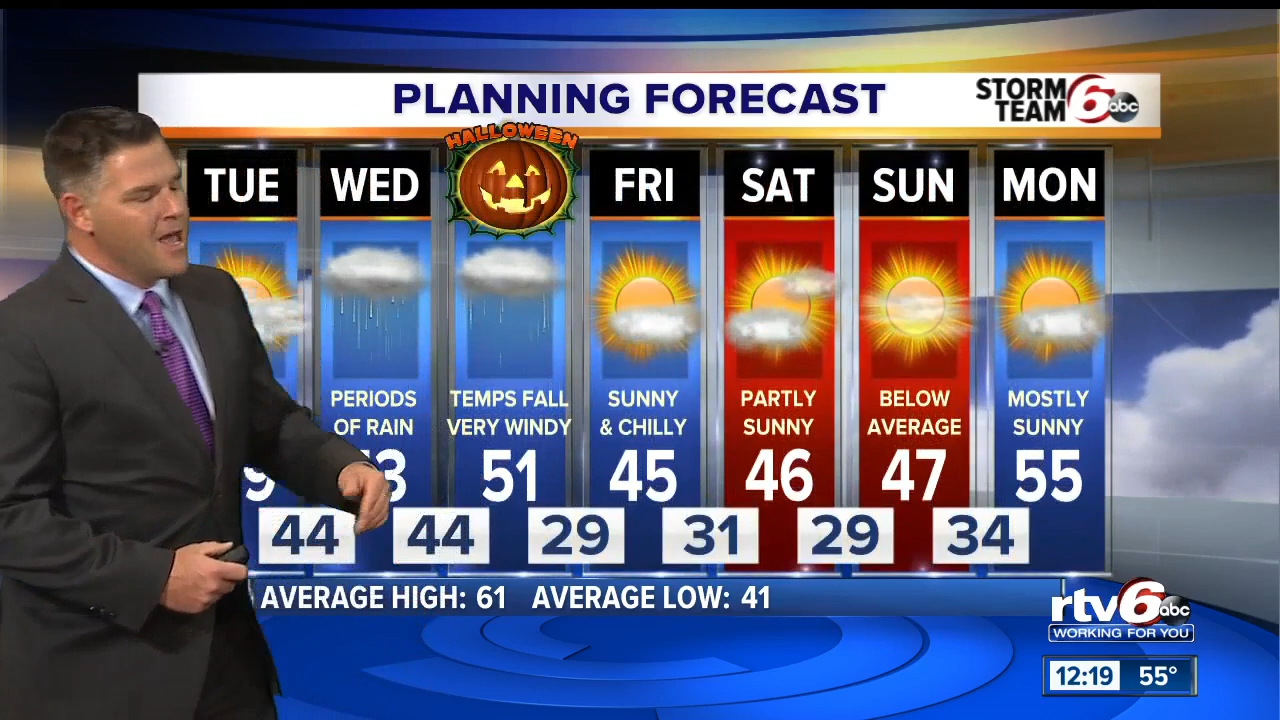 PLANNING FORECAST
STORM
TEAM 6 abc
HALLOWEEN
TUE WED FRI SAT SUN MON
PERIODS
OF RAIN
TEMPS FALL
VERY WINDY
SUNNY
& CHILLY
PARTLY
SUNNY
BELOW
AVERAGE
MOSTLY
SUNNY
51 45 46 47 55
44 44 29 31 29 34
AVERAGE HIGH: 61 AVERAGE LOW: 41
rtv6 abc
WORKING FOR YOU
12:19 55°